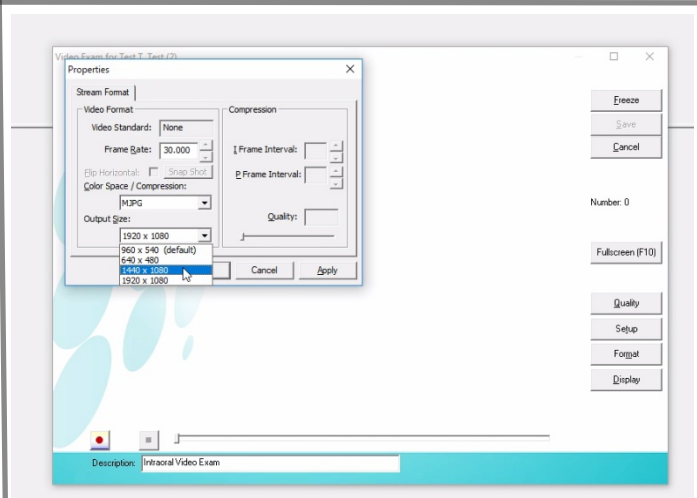 Video Exam for Test T. Test (?)
Properties
Stream Format
Video Format
Video Standard: None
Frame Rate: 30.000
Flip Horizontal: Snap Shot
Color Space / Compression:
MJPG
Output Size:
1920 x 1080
960 x 540 (default)
640 x 480
1440 x 1080
1920 x 1080
Compression
I Frame Interval:
P Frame Interval:
Quality:
Cancel
Apply
Freeze
Save
Cancel
Number: 0
Fullscreen (F10)
Quality
Setup
Format
Display
Description: Intraoral Video Exam